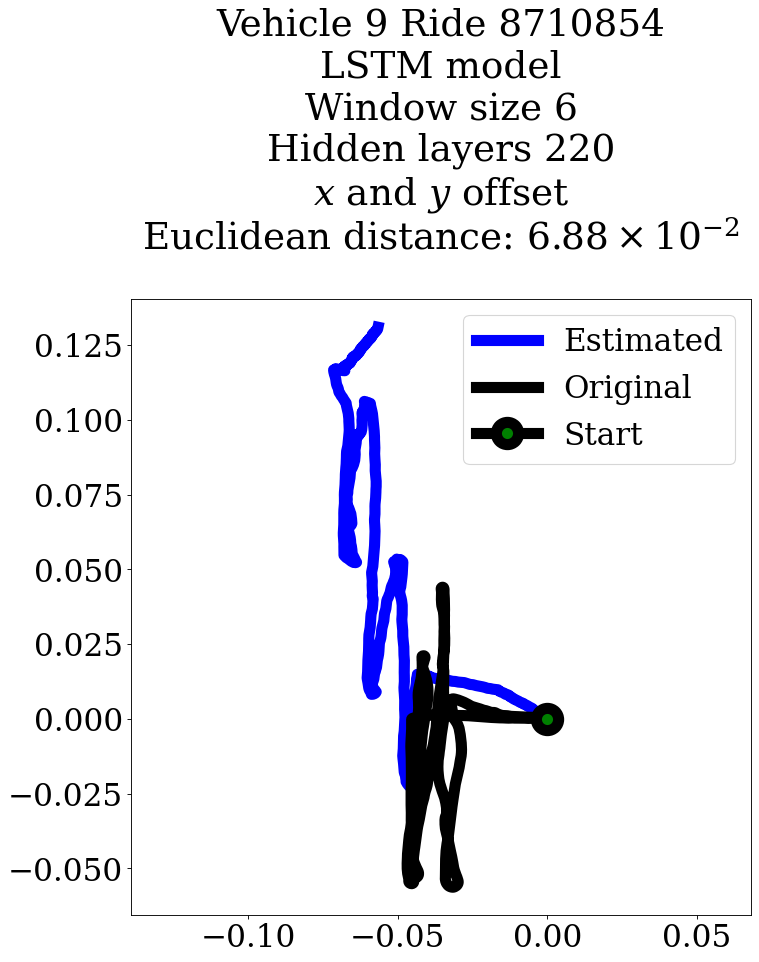 Vehicle 9 Ride 8710854
LSTM model
Window size 6
Hidden layers 220
x and y offset
Euclidean distance: 6.88 × 10⁻²
Estimated
Original
Start
0.125
0.100
0.075
0.050
0.025
0.000
−0.025
−0.050
−0.10 −0.05 0.00 0.05